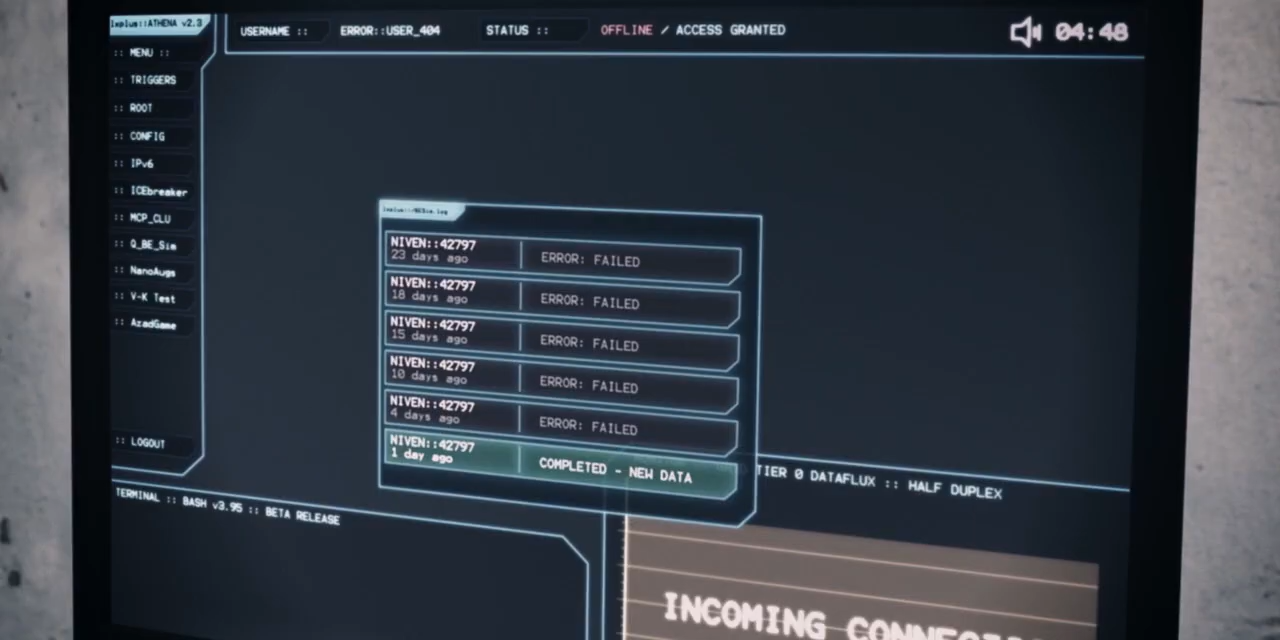 lmplus::ATHENA v2.3
USERNAME :: ERROR::USER_404 STATUS :: OFFLINE / ACCESS GRANTED 04:48
:: MENU ::
:: TRIGGERS
:: ROOT
:: CONFIG
:: IPv6
:: ICEbreaker
:: MCP_CLU
:: Q_BE_Sim
:: NanoAugs
:: V-K Test
:: AzadGame
:: LOGOUT
NIVEN::42797
23 days ago
ERROR: FAILED
NIVEN::42797
18 days ago
ERROR: FAILED
NIVEN::42797
15 days ago
ERROR: FAILED
NIVEN::42797
10 days ago
ERROR: FAILED
NIVEN::42797
4 days ago
ERROR: FAILED
NIVEN::42797
1 day ago
COMPLETED - NEW DATA
TIER 0 DATAFLUX :: HALF DUPLEX
TERMINAL :: BASH v3.95 :: BETA RELEASE
INCOMING